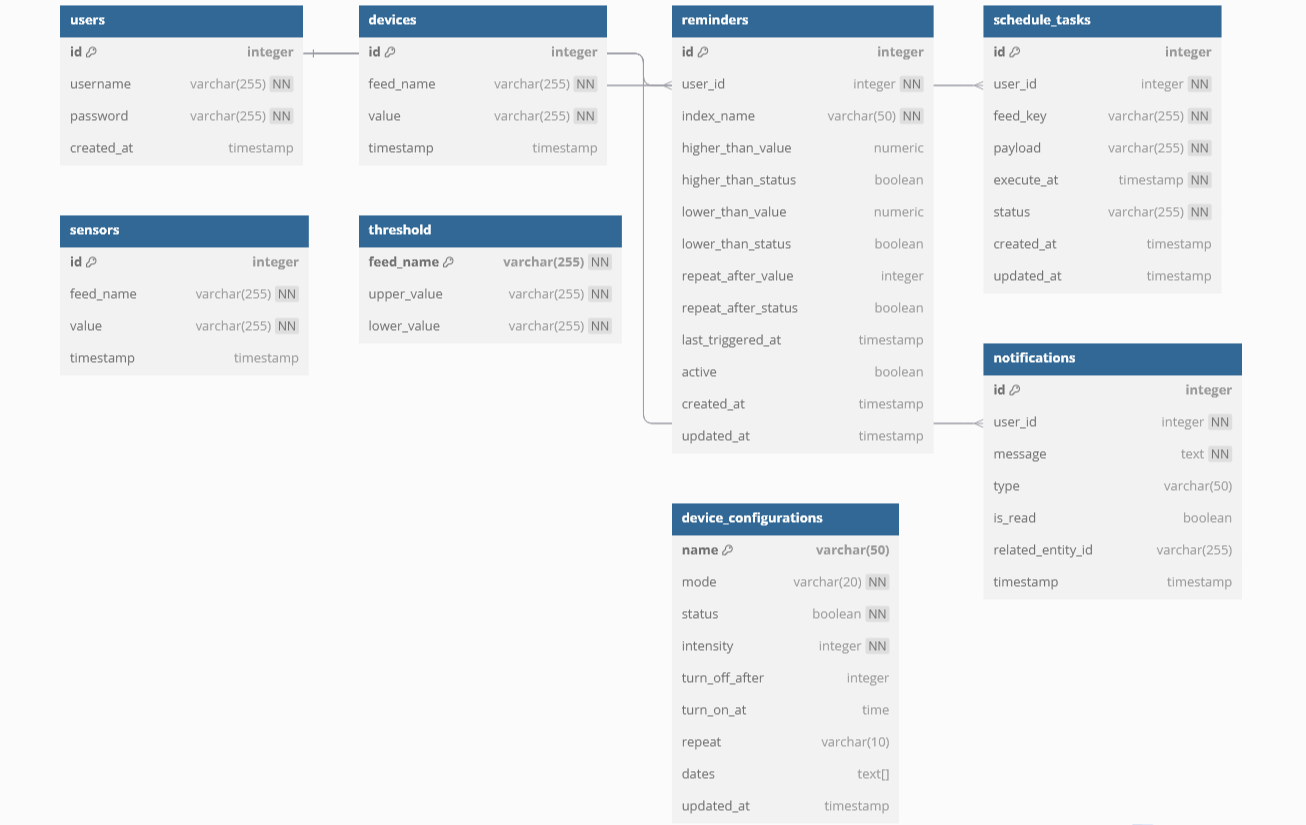 users
id integer
username varchar(255) NN
password varchar(255) NN
created_at timestamp
devices
id integer
feed_name varchar(255) NN
value varchar(255) NN
timestamp timestamp
reminders
id integer
user_id integer NN
index_name varchar(50) NN
higher_than_value numeric
higher_than_status boolean
lower_than_value numeric
lower_than_status boolean
repeat_after_value integer
repeat_after_status boolean
last_triggered_at timestamp
active boolean
created_at timestamp
updated_at timestamp
schedule_tasks
id integer
user_id integer NN
feed_key varchar(255) NN
payload varchar(255) NN
execute_at timestamp NN
status varchar(255) NN
created_at timestamp
updated_at timestamp
sensors
id integer
feed_name varchar(255) NN
value varchar(255) NN
timestamp timestamp
threshold
feed_name varchar(255) NN
upper_value varchar(255) NN
lower_value varchar(255) NN
notifications
id integer
user_id integer NN
message text NN
type varchar(50)
is_read boolean
related_entity_id varchar(255)
timestamp timestamp
device_configurations
name varchar(50)
mode varchar(20) NN
status boolean NN
intensity integer NN
turn_off_after integer
turn_on_at time
repeat varchar(10)
dates text[]
updated_at timestamp